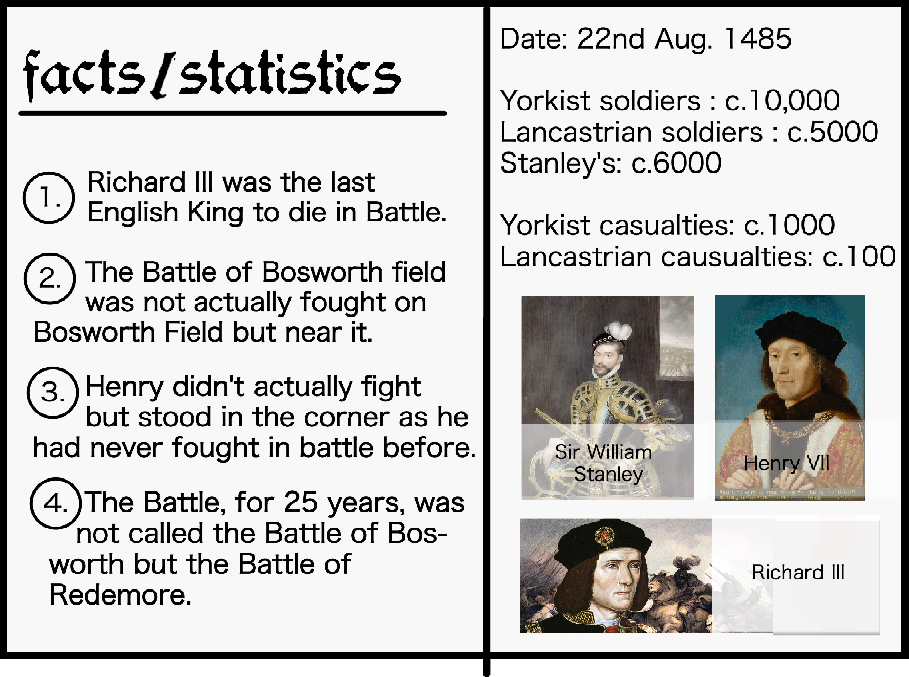 facts/statistics
1. Richard III was the last
English King to die in Battle.
2. The Battle of Bosworth field
was not actually fought on
Bosworth Field but near it.
3. Henry didn't actually fight
but stood in the corner as he
had never fought in battle before.
4. The Battle, for 25 years, was
not called the Battle of Bos-
worth but the Battle of
Redemore.
Date: 22nd Aug. 1485
Yorkist soldiers : c.10,000
Lancastrian soldiers : c.5000
Stanley's: c.6000
Yorkist casualties: c.1000
Lancastrian causualties: c.100
Sir William
Stanley
Henry VII
Richard III